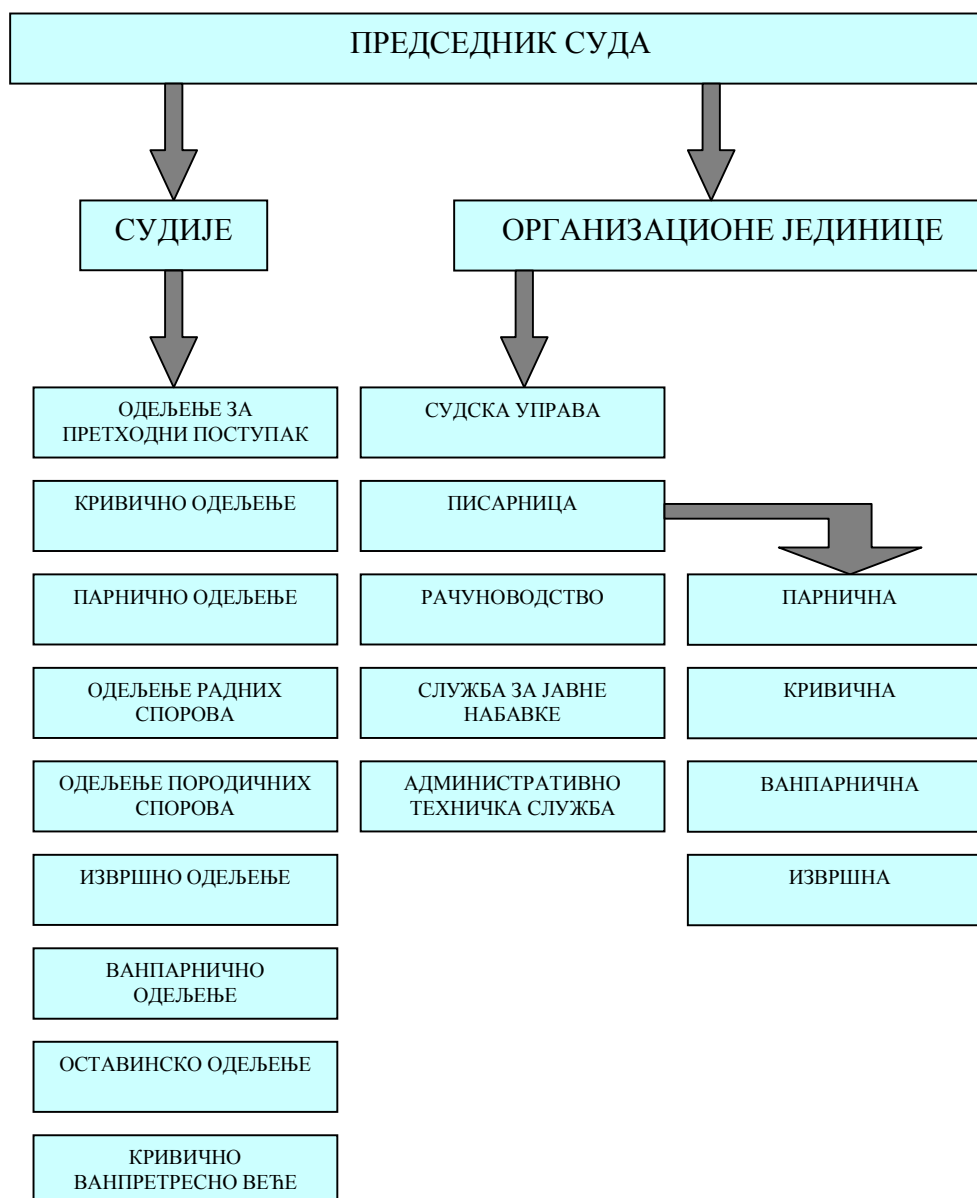 ПРЕДСЕДНИК СУДА
СУДИЈЕ
ОРГАНИЗАЦИОНЕ ЈЕДИНИЦЕ
ОДЕЉЕЊЕ ЗА
ПРЕТХОДНИ ПОСТУПАК
КРИВИЧНО ОДЕЉЕЊЕ
ПАРНИЧНО ОДЕЉЕЊЕ
ОДЕЉЕЊЕ РАДНИХ
СПОРОВА
ОДЕЉЕЊЕ ПОРОДИЧНИХ
СПОРОВА
ИЗВРШНО ОДЕЉЕЊЕ
ВАНПАРНИЧНО
ОДЕЉЕЊЕ
ОСТАВИНСКО ОДЕЉЕЊЕ
КРИВИЧНО
ВАНПРЕТРЕСНО ВЕЋЕ
СУДСКА УПРАВА
ПИСАРНИЦА
РАЧУНОВОДСТВО
СЛУЖБА ЗА ЈАВНЕ
НАБАВКЕ
АДМИНИСТРАТИВНО
ТЕХНИЧКА СЛУЖБА
ПАРНИЧНА
КРИВИЧНА
ВАНПАРНИЧНА
ИЗВРШНА